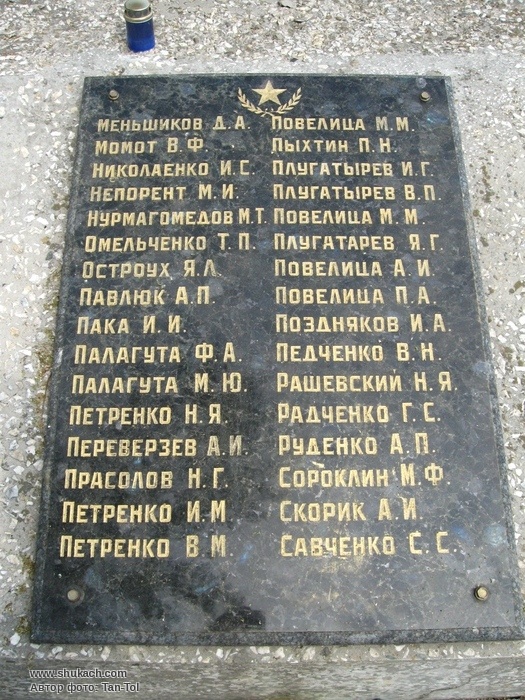 Меньшиков Д.А.
Момот В.Ф.
Николаенко И.С.
Непорент М.И.
Нурмагомедов М.Т.
Омельченко Т.П.
Остроух Я.Л.
Павлюк А.П.
Пака И.И.
Палагута Ф.А.
Палагута М.Ю.
Петренко Н.Я.
Переверзев А.И.
Прасолов Н.Г.
Петренко И.М
Петренко В.М.
Повелица М.М.
Пыхтин П.Н.
Плугатырев И.Г.
Плугатырев В.П.
Повелица М.М.
Плугатарев Я.Г.
Повелица А.И.
Повелица П.А.
Поздняков И.А.
Педченко В.Н.
Рашевский Н.Я.
Радченко Г.С.
Руденко А.П.
Сороклин М.Ф.
Скорик А.И
Савченко С.С.
www.shukach.com
Автор фото: Tan-Tol